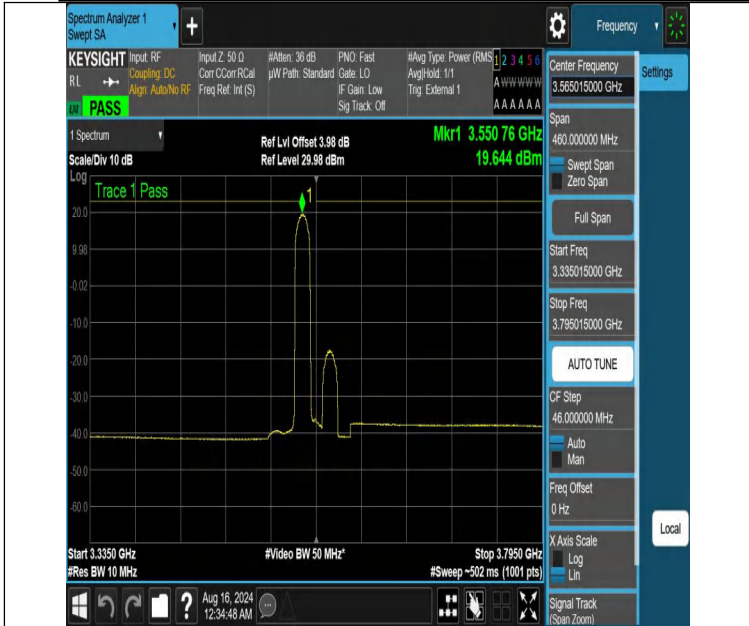 Spectrum Analyzer 1
Swept SA
Frequency
KEYSIGHT
RL
LXI
PASS
Input: RF
Coupling: DC
Align: Auto/No RF
Input Z: 50 Ω
Corr CCorr RCal
Freq Ref: Int (S)
#Atten: 36 dB
µW Path: Standard
PNO: Fast
Gate: LO
IF Gain: Low
Sig Track: Off
#Avg Type: Power (RMS
Avg|Hold: 1/1
Trig: External 1
1 2 3 4 5 6
A W W W W W
A A A A A A
1 Spectrum
Scale/Div 10 dB
Ref Lvl Offset 3.98 dB
Ref Level 29.98 dBm
Mkr1 3.550 76 GHz
19.644 dBm
Log
Trace 1 Pass
1
20.0
9.98
-0.02
-10.0
-20.0
-30.0
-40.0
-50.0
-60.0
Start 3.3350 GHz
#Res BW 10 MHz
#Video BW 50 MHz*
Stop 3.7950 GHz
#Sweep ~502 ms (1001 pts)
Center Frequency
3.565015000 GHz
Settings
Span
460.000000 MHz
Swept Span
Zero Span
Full Span
Start Freq
3.335015000 GHz
Stop Freq
3.795015000 GHz
AUTO TUNE
CF Step
46.000000 MHz
Auto
Man
Freq Offset
0 Hz
X Axis Scale
Log
Lin
Local
Signal Track
(Span Zoom)
?
Aug 16, 2024
12:34:48 AM